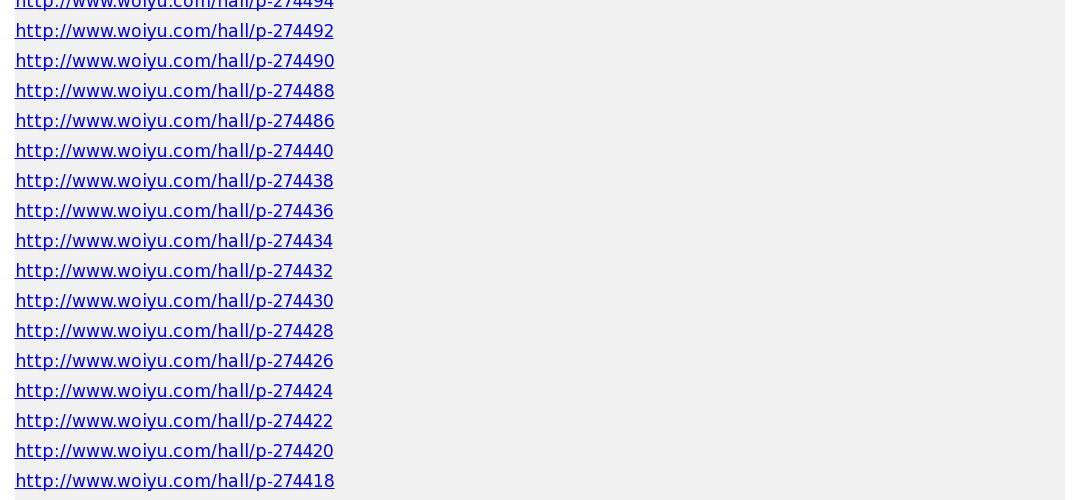 http://www.woiyu.com/hall/p-274494
http://www.woiyu.com/hall/p-274492
http://www.woiyu.com/hall/p-274490
http://www.woiyu.com/hall/p-274488
http://www.woiyu.com/hall/p-274486
http://www.woiyu.com/hall/p-274440
http://www.woiyu.com/hall/p-274438
http://www.woiyu.com/hall/p-274436
http://www.woiyu.com/hall/p-274434
http://www.woiyu.com/hall/p-274432
http://www.woiyu.com/hall/p-274430
http://www.woiyu.com/hall/p-274428
http://www.woiyu.com/hall/p-274426
http://www.woiyu.com/hall/p-274424
http://www.woiyu.com/hall/p-274422
http://www.woiyu.com/hall/p-274420
http://www.woiyu.com/hall/p-274418